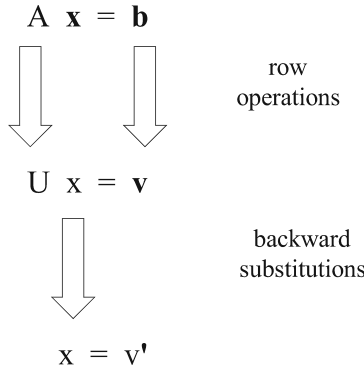 A x = b
row
operations
U x = v
backward
substitutions
x = v'